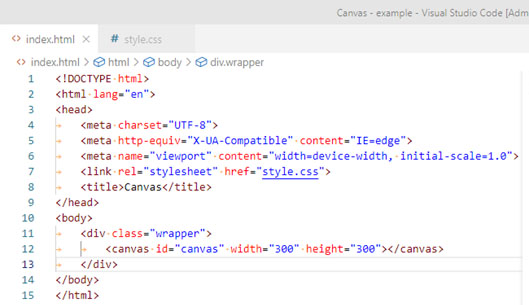 Canvas - example - Visual Studio Code [Adm
index.html × # style.css
index.html > html > body > div.wrapper
1 <!DOCTYPE html>
2 <html lang="en">
3 <head>
4 <meta charset="UTF-8">
5 <meta http-equiv="X-UA-Compatible" content="IE=edge">
6 <meta name="viewport" content="width=device-width, initial-scale=1.0">
7 <link rel="stylesheet" href="style.css">
8 <title>Canvas</title>
9 </head>
10 <body>
11 <div class="wrapper">
12 <canvas id="canvas" width="300" height="300"></canvas>
13 </div>
14 </body>
15 </html>